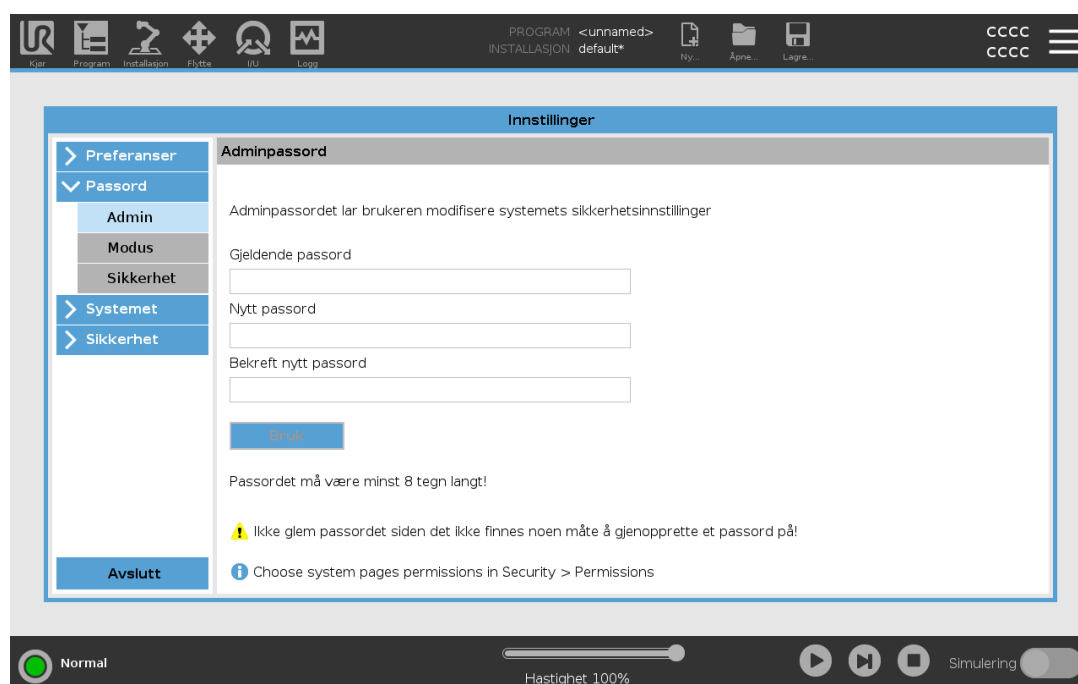 PROGRAM <unnamed>
INSTALLASJON default*
cccc
cccc
Kjør Program Installasjon Flytte I/U Logg Ny... Åpne... Lagre...
Innstillinger
Preferanser
Passord
Admin
Modus
Sikkerhet
Systemet
Sikkerhet
Avslutt
Adminpassord
Adminpassordet lar brukeren modifisere systemets sikkerhetsinnstillinger
Gjeldende passord
Nytt passord
Bekreft nytt passord
Bruk
Passordet må være minst 8 tegn langt!
Ikke glem passordet siden det ikke finnes noen måte å gjenopprette et passord på!
Choose system pages permissions in Security > Permissions
Normal
Hastighet 100%
Simulering